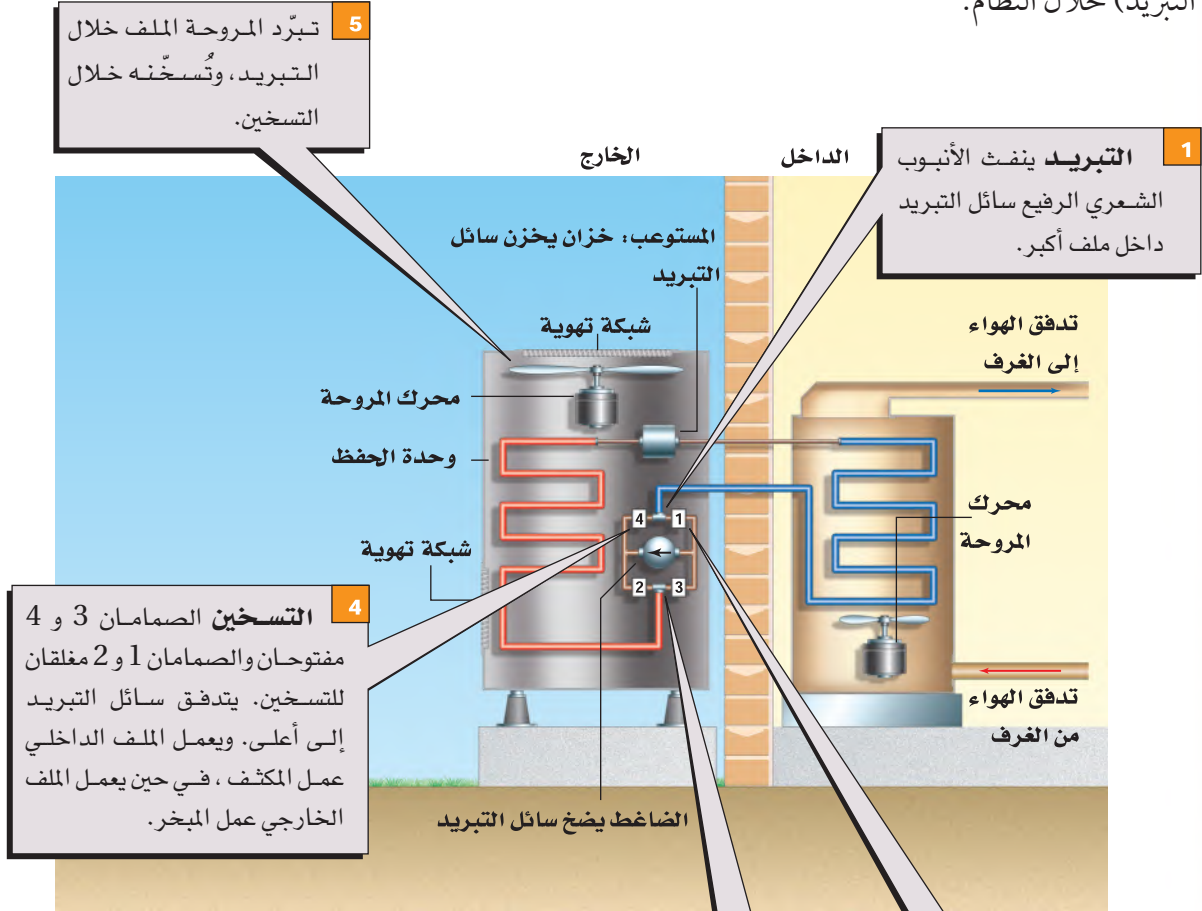 التبريد) خلال النظام.
5
تبرّد المروحة الملف خلال
التبريد، وتُسخّنه خلال
التسخين.
1
التبريد ينفث الأنبوب
الشعري الرفيع سائل التبريد
داخل ملف أكبر.
الداخل
الخارج
المستوعب: خزان يخزن سائل
التبريد
شبكة تهوية
محرك المروحة
وحدة الحفظ
شبكة تهوية
تدفق الهواء
إلى الغرف
محرك
المروحة
تدفق الهواء
من الغرف
4
1
2
3
4
التسخين الصمامان 3 و 4
مفتوحان والصمامان 1 و 2 مغلقان
للتسخين. يتدفق سائل التبريد
إلى أعلى. ويعمل الملف الداخلي
عمل المكثف، في حين يعمل الملف
الخارجي عمل المبخر.
الضاغط يضخ سائل التبريد